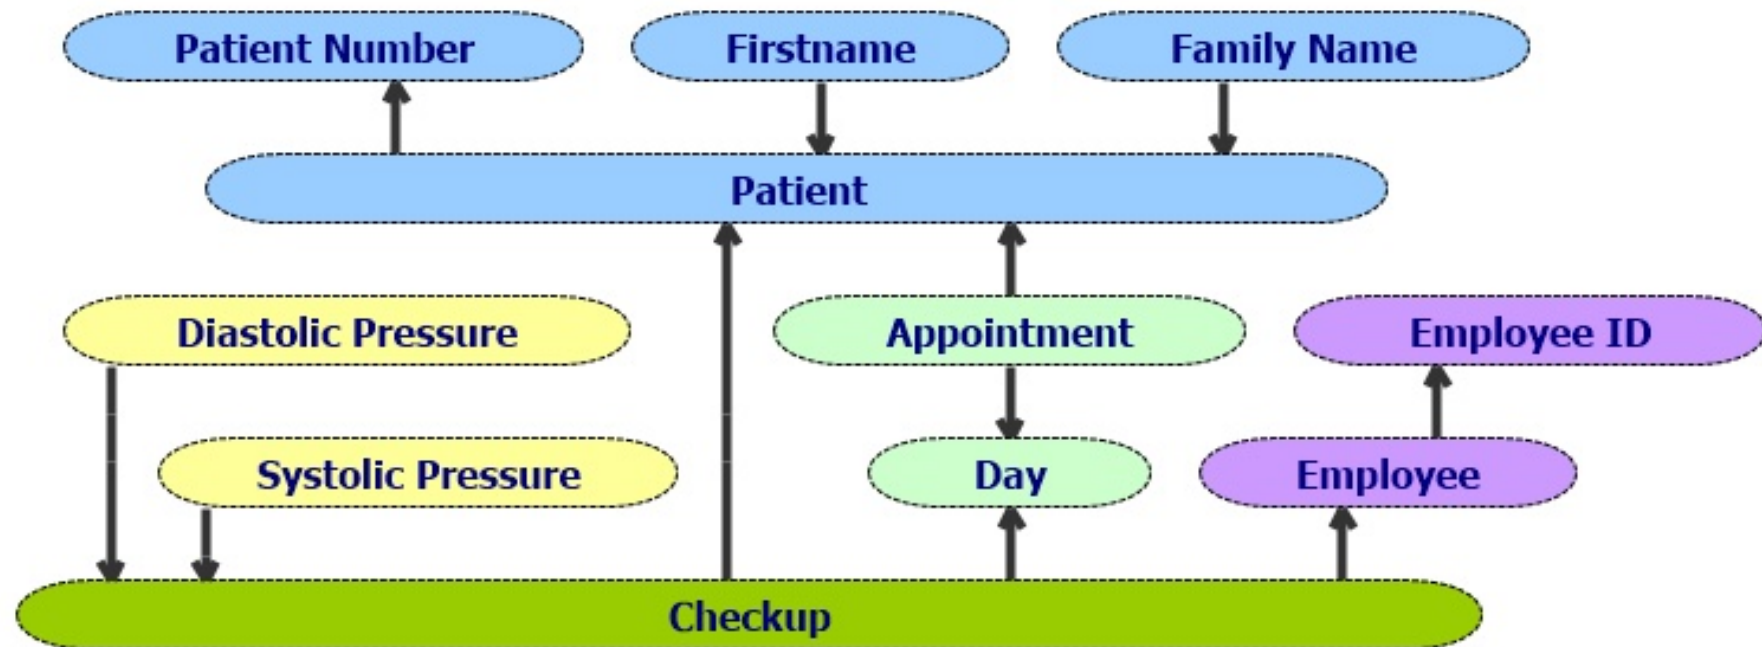 Patient Number
Firstname
Family Name
Patient
Diastolic Pressure
Appointment
Employee ID
Systolic Pressure
Day
Employee
Checkup